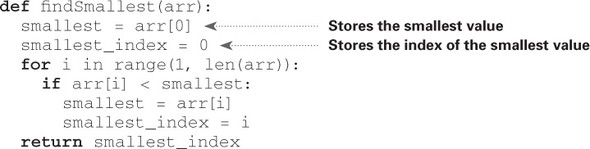 def findSmallest(arr):
  smallest = arr[0] Stores the smallest value
  smallest_index = 0 Stores the index of the smallest value
  for i in range(1, len(arr)):
    if arr[i] < smallest:
      smallest = arr[i]
      smallest_index = i
  return smallest_index